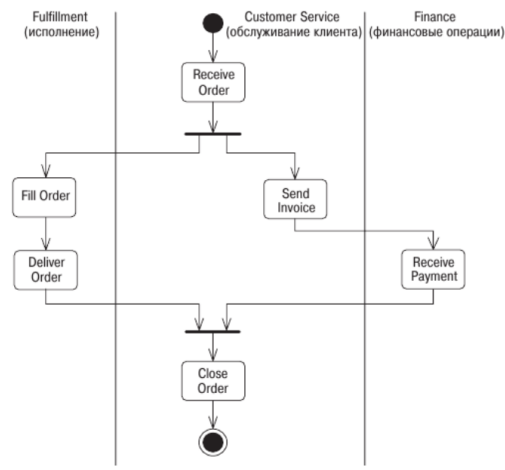 Fulfillment
(исполнение)
Customer Service
(обслуживание клиента)
Finance
(финансовые операции)
Receive
Order
Fill Order
Send
Invoice
Deliver
Order
Receive
Payment
Close
Order